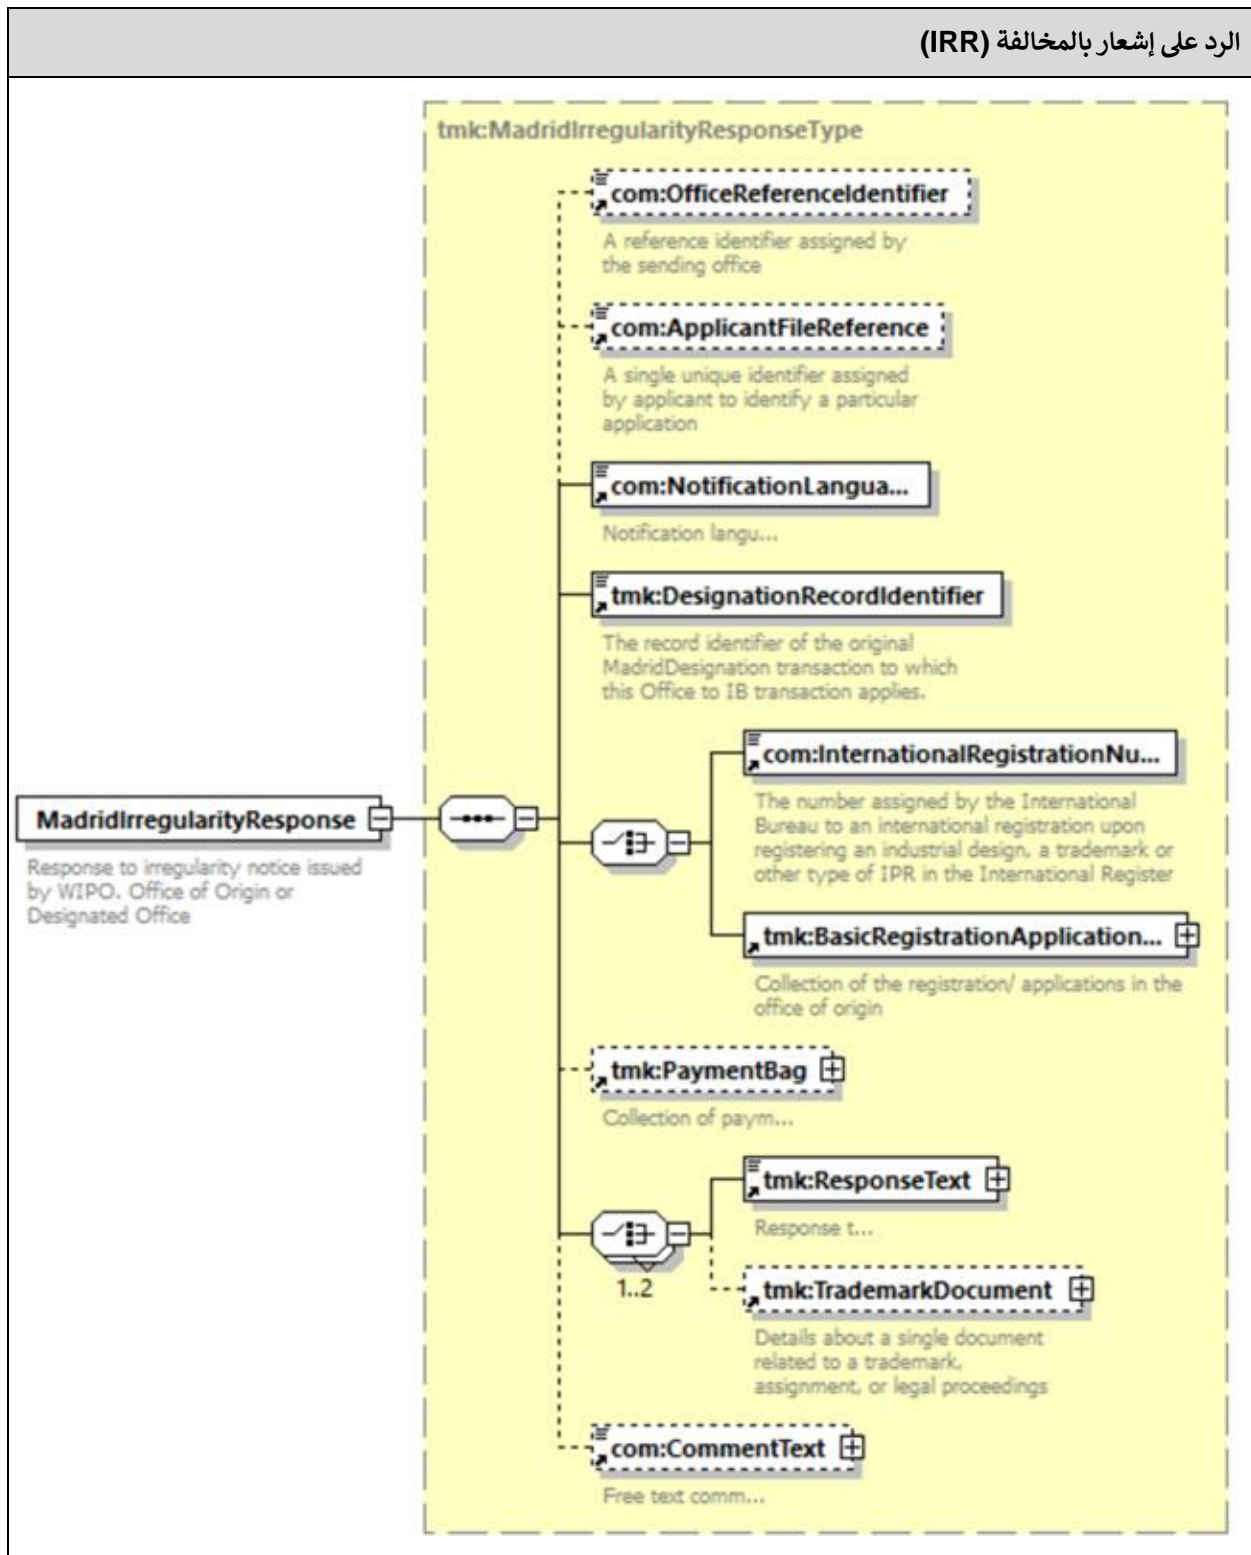 الرد على إشعار بالمخالفة (IRR)
tmk:MadridIrregularityResponseType
com:OfficeReferenceIdentifier
A reference identifier assigned by
the sending office
com:ApplicantFileReference
A single unique identifier assigned
by applicant to identify a particular
application
com:NotificationLangua...
Notification langu...
tmk:DesignationRecordIdentifier
The record identifier of the original
MadridDesignation transaction to which
this Office to IB transaction applies.
com:InternationalRegistrationNu...
The number assigned by the International
Bureau to an international registration upon
registering an industrial design, a trademark or
other type of IPR in the International Register
MadridIrregularityResponse
Response to irregularity notice issued
by WIPO. Office of Origin or
Designated Office
tmk:BasicRegistrationApplication...
Collection of the registration/ applications in the
office of origin
tmk:PaymentBag
Collection of paym...
tmk:ResponseText
Response t...
1..2
tmk:TrademarkDocument
Details about a single document
related to a trademark,
assignment, or legal proceedings
com:CommentText
Free text comm...